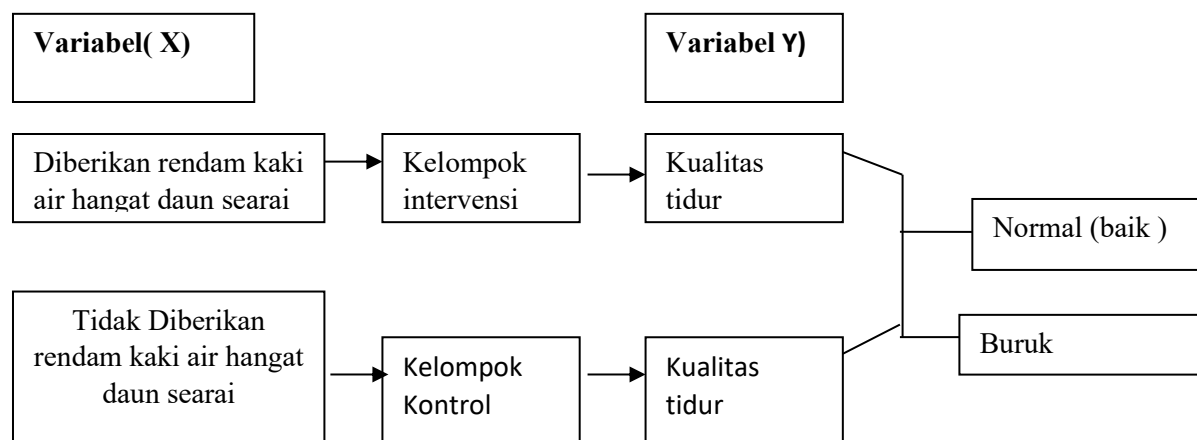 Variabel( X)
Variabel Y)
Diberikan rendam kaki
air hangat daun searai
Kelompok
intervensi
Kualitas
tidur
Normal (baik )
Tidak Diberikan
rendam kaki air hangat
daun searai
Kelompok
Kontrol
Kualitas
tidur
Buruk